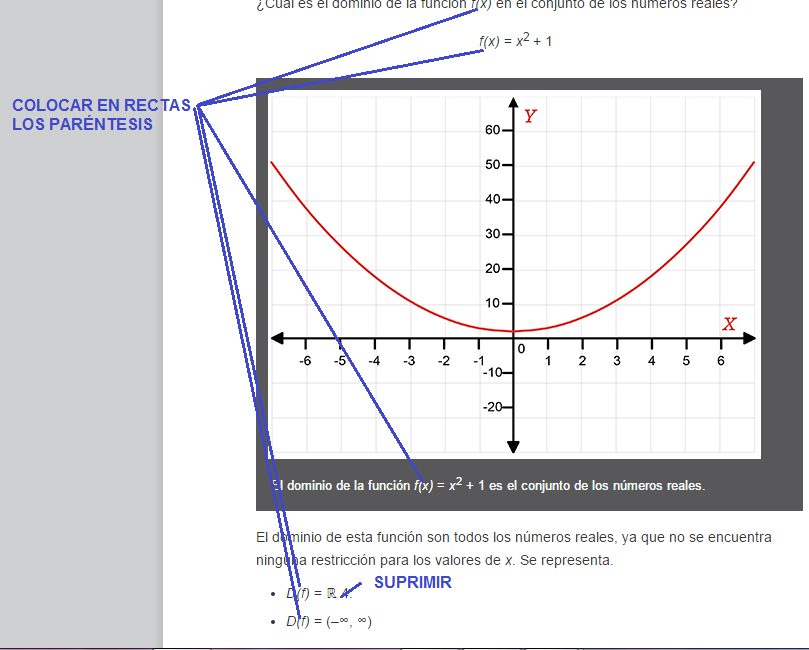 ¿Cuál es el dominio de la función f(x) en el conjunto de los números reales?
f(x) = x² + 1
COLOCAR EN RECTAS
LOS PARÉNTESIS
Y
60
50
40
30
20
10
X
-6 -5 -4 -3 -2 -1 0 1 2 3 4 5 6
-10
-20
El dominio de la función f(x) = x² + 1 es el conjunto de los números reales.
El dominio de esta función son todos los números reales, ya que no se encuentra
ninguna restricción para los valores de x. Se representa.
SUPRIMIR
• D(f) = ℝ 4.
• D(f) = (–∞, ∞)